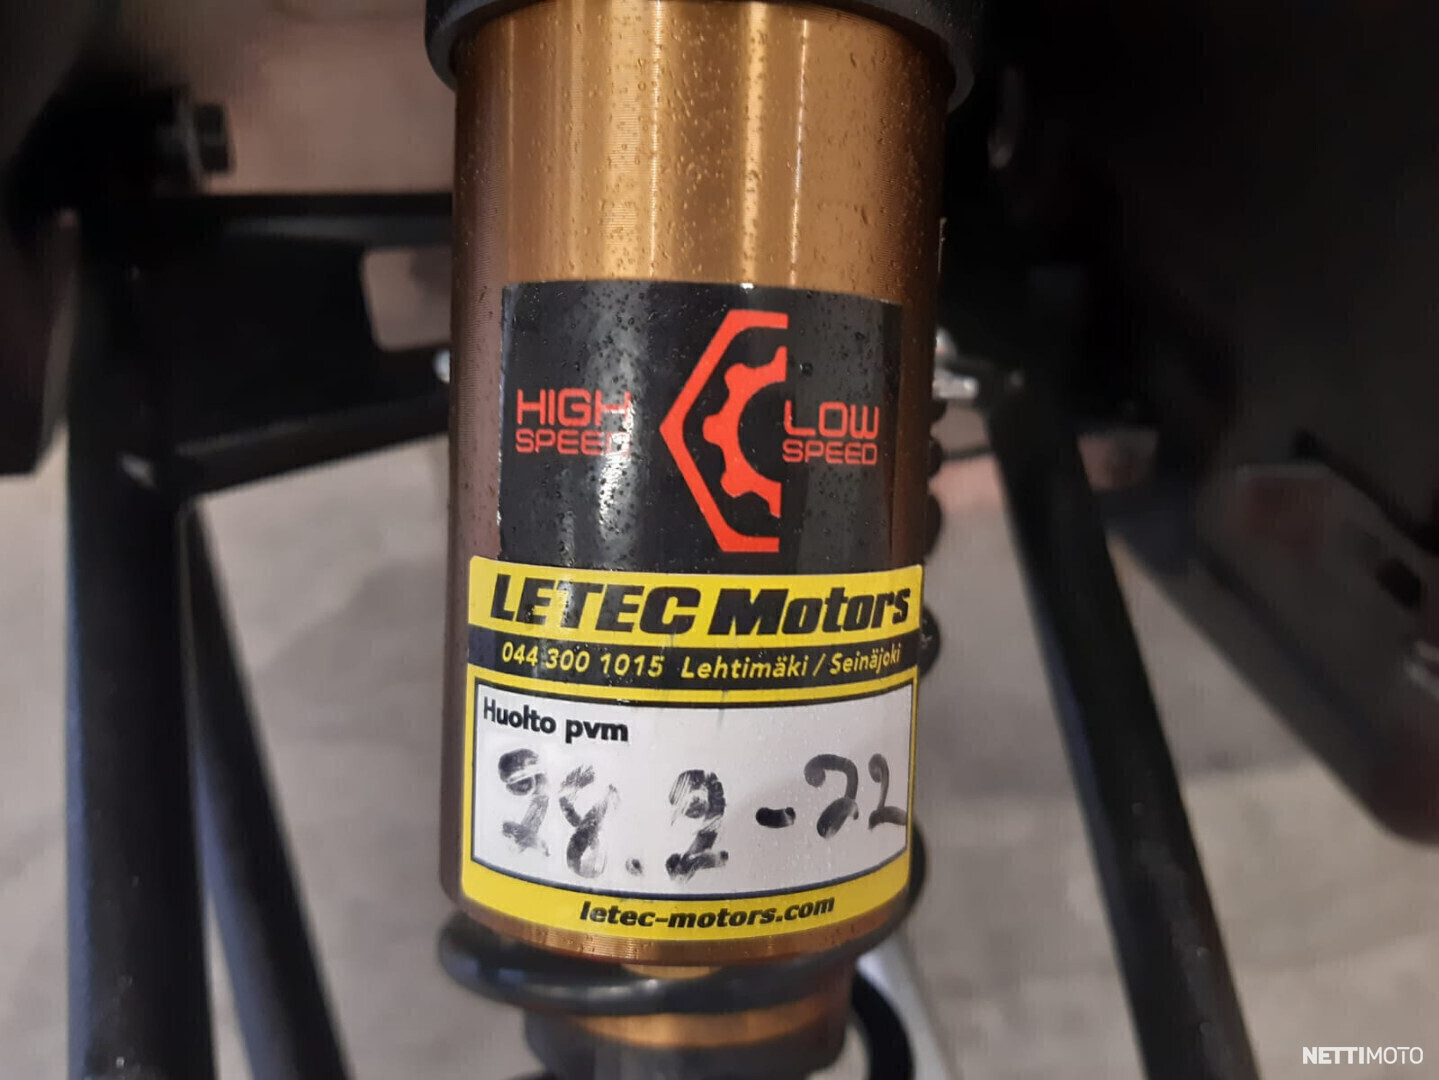 HIGH SPEED
LOW SPEED
LETEC Motors
044 300 1015 Lehtimäki / Seinäjoki
Huolto pvm
28.2-22
letec-motors.com
NETTIMOTO